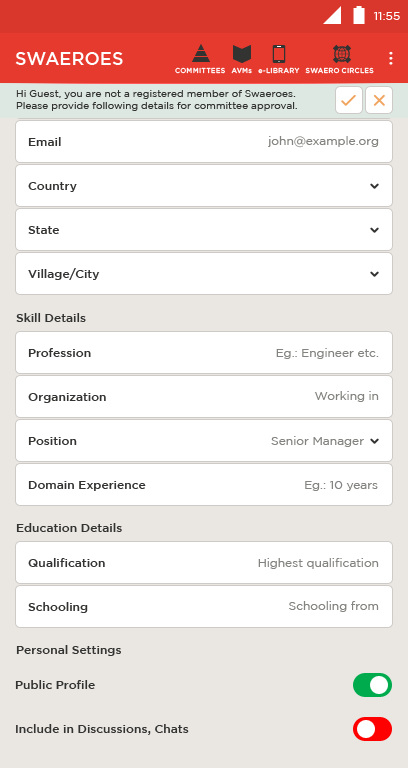 11:55
SWAEROES
COMMITTEES AVMs e-LIBRARY SWAERO CIRCLES
Hi Guest, you are not a registered member of Swaeroes.
Please provide following details for committee approval.
Email john@example.org
Country
State
Village/City
Skill Details
Profession Eg.: Engineer etc.
Organization Working in
Position Senior Manager
Domain Experience Eg.: 10 years
Education Details
Qualification Highest qualification
Schooling Schooling from
Personal Settings
Public Profile
Include in Discussions, Chats